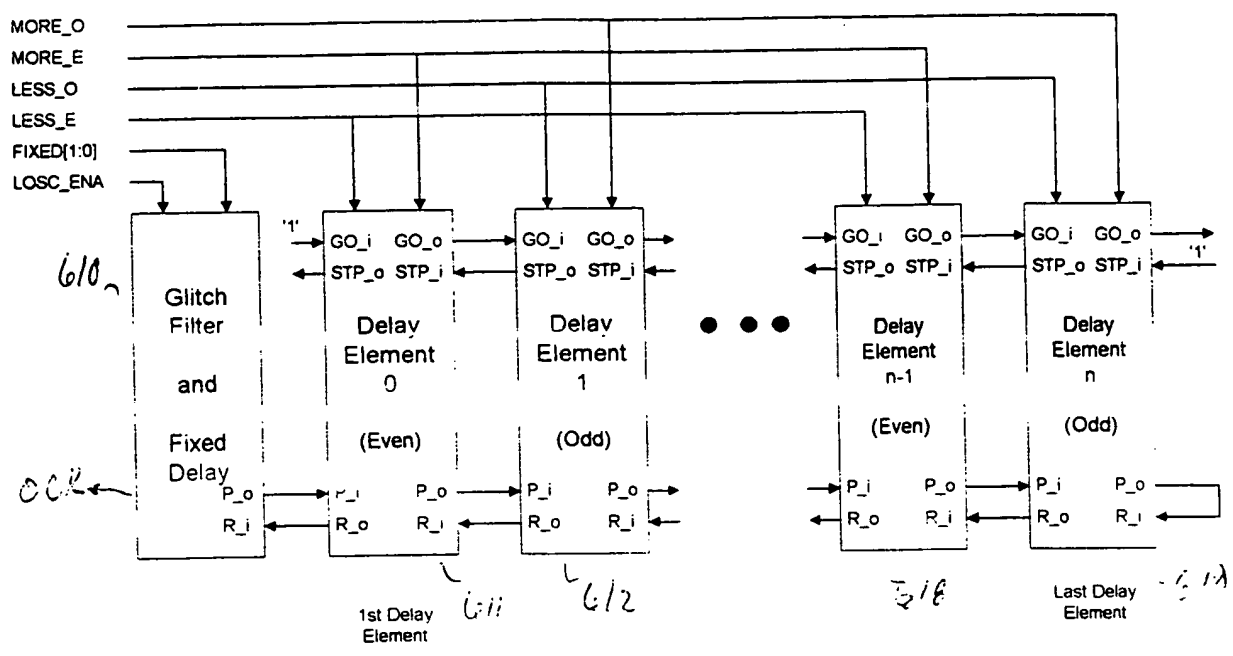 MORE_O
MORE_E
LESS_O
LESS_E
FIXED[1:0]
LOSC_ENA
'1'
GO_i GO_o
STP_o STP_i
GO_i GO_o
STP_o STP_i
GO_i GO_o
STP_o STP_i
GO_i GO_o
STP_o STP_i
'1'
610
Glitch
Filter
and
Fixed
Delay
P_o
R_i
Delay
Element
0
(Even)
P_i P_o
R_o R_i
Delay
Element
1
(Odd)
P_i P_o
R_o R_i
Delay
Element
n-1
(Even)
P_i P_o
R_o R_i
Delay
Element
n
(Odd)
P_i P_o
R_o R_i
611
612
1st Delay
Element
Last Delay
Element